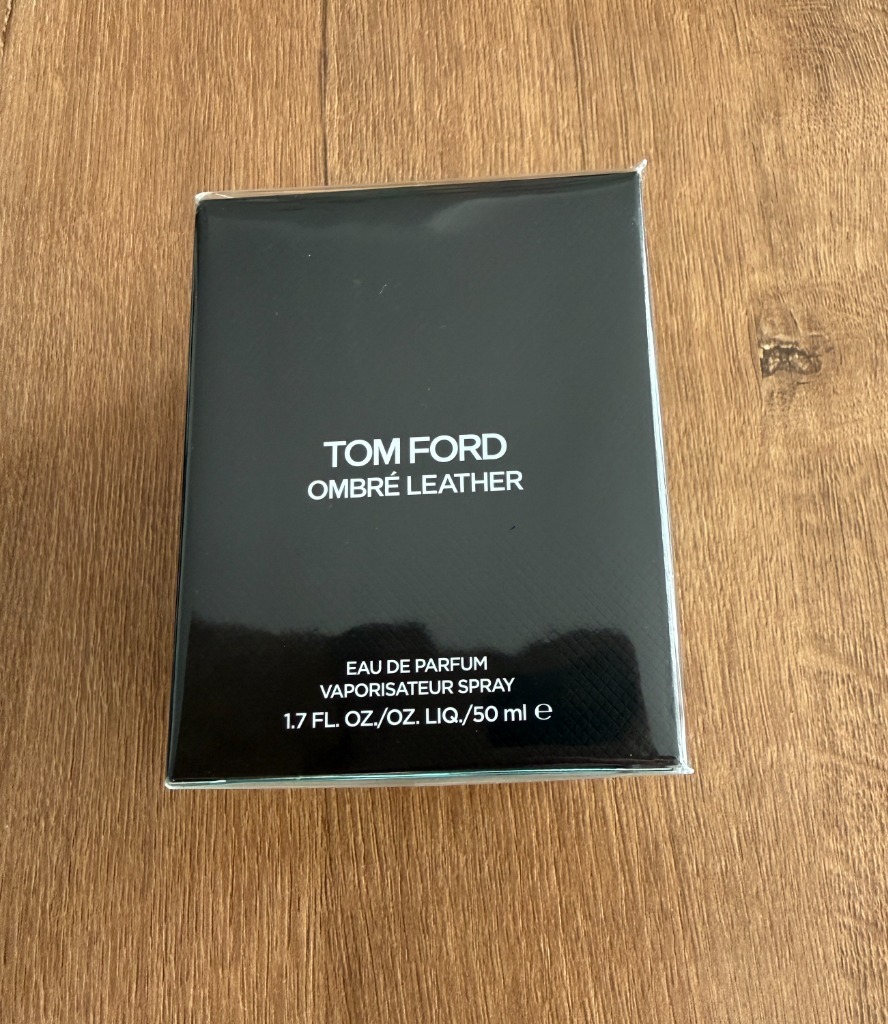 TOM FORD
OMBRÉ LEATHER
EAU DE PARFUM
VAPORISATEUR SPRAY
1.7 FL. OZ./OZ. LIQ./50 ml ℮